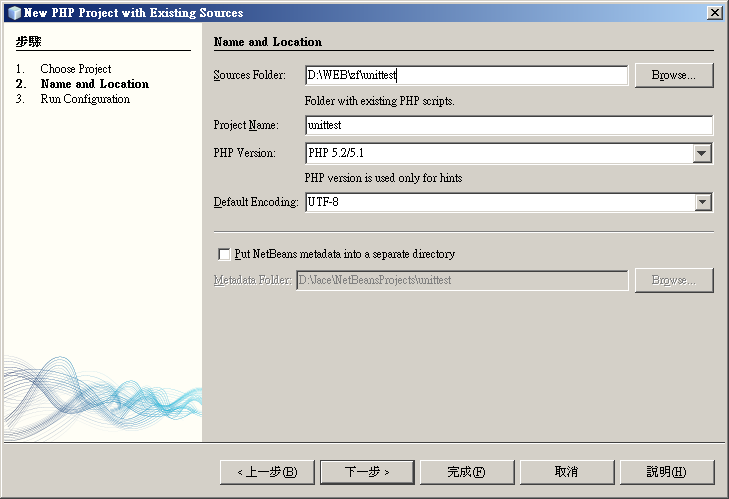 New PHP Project with Existing Sources
步驟
1. Choose Project
2. Name and Location
3. Run Configuration
Name and Location
Sources Folder: D:\WEB\zf\unittest Browse...
Folder with existing PHP scripts.
Project Name: unittest
PHP Version: PHP 5.2/5.1
PHP version is used only for hints
Default Encoding: UTF-8
Put NetBeans metadata into a separate directory
Metadata Folder: D:\Jace\NetBeansProjects\unittest Browse...
< 上一步(B) 下一步 > 完成(F) 取消 說明(H)